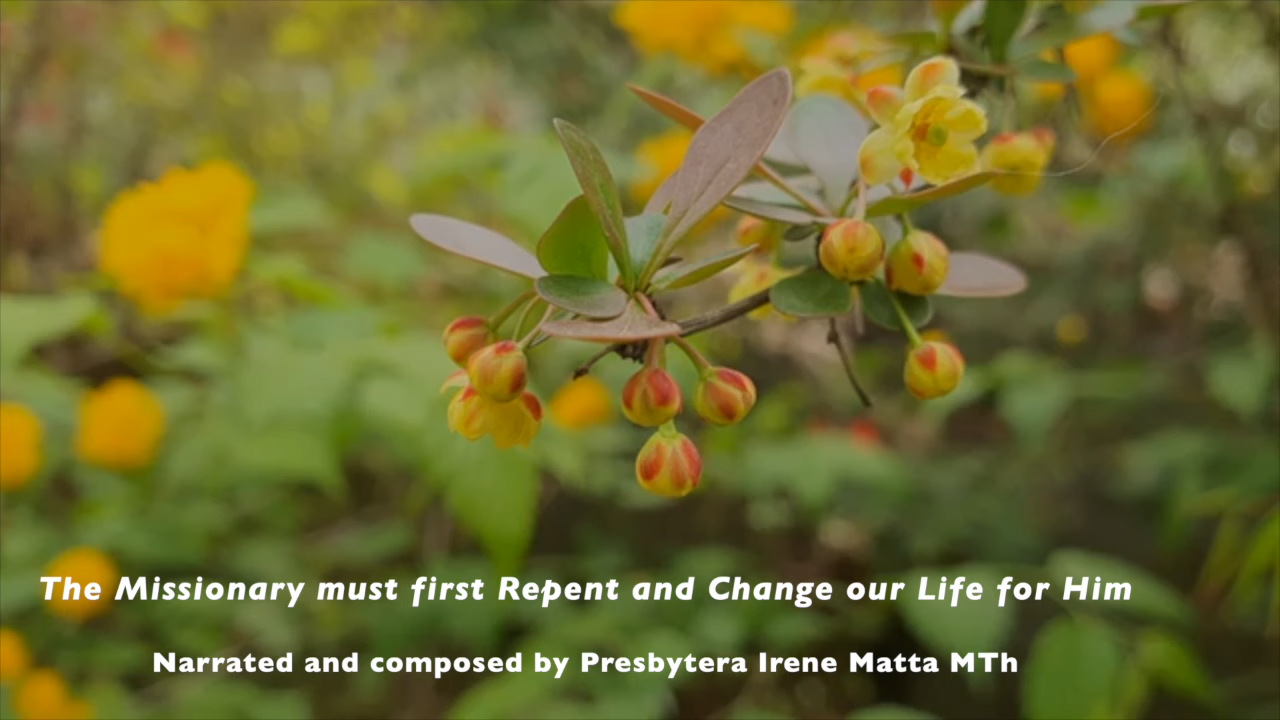 The Missionary must first Repent and Change our Life for Him
Narrated and composed by Presbytera Irene Matta MTh